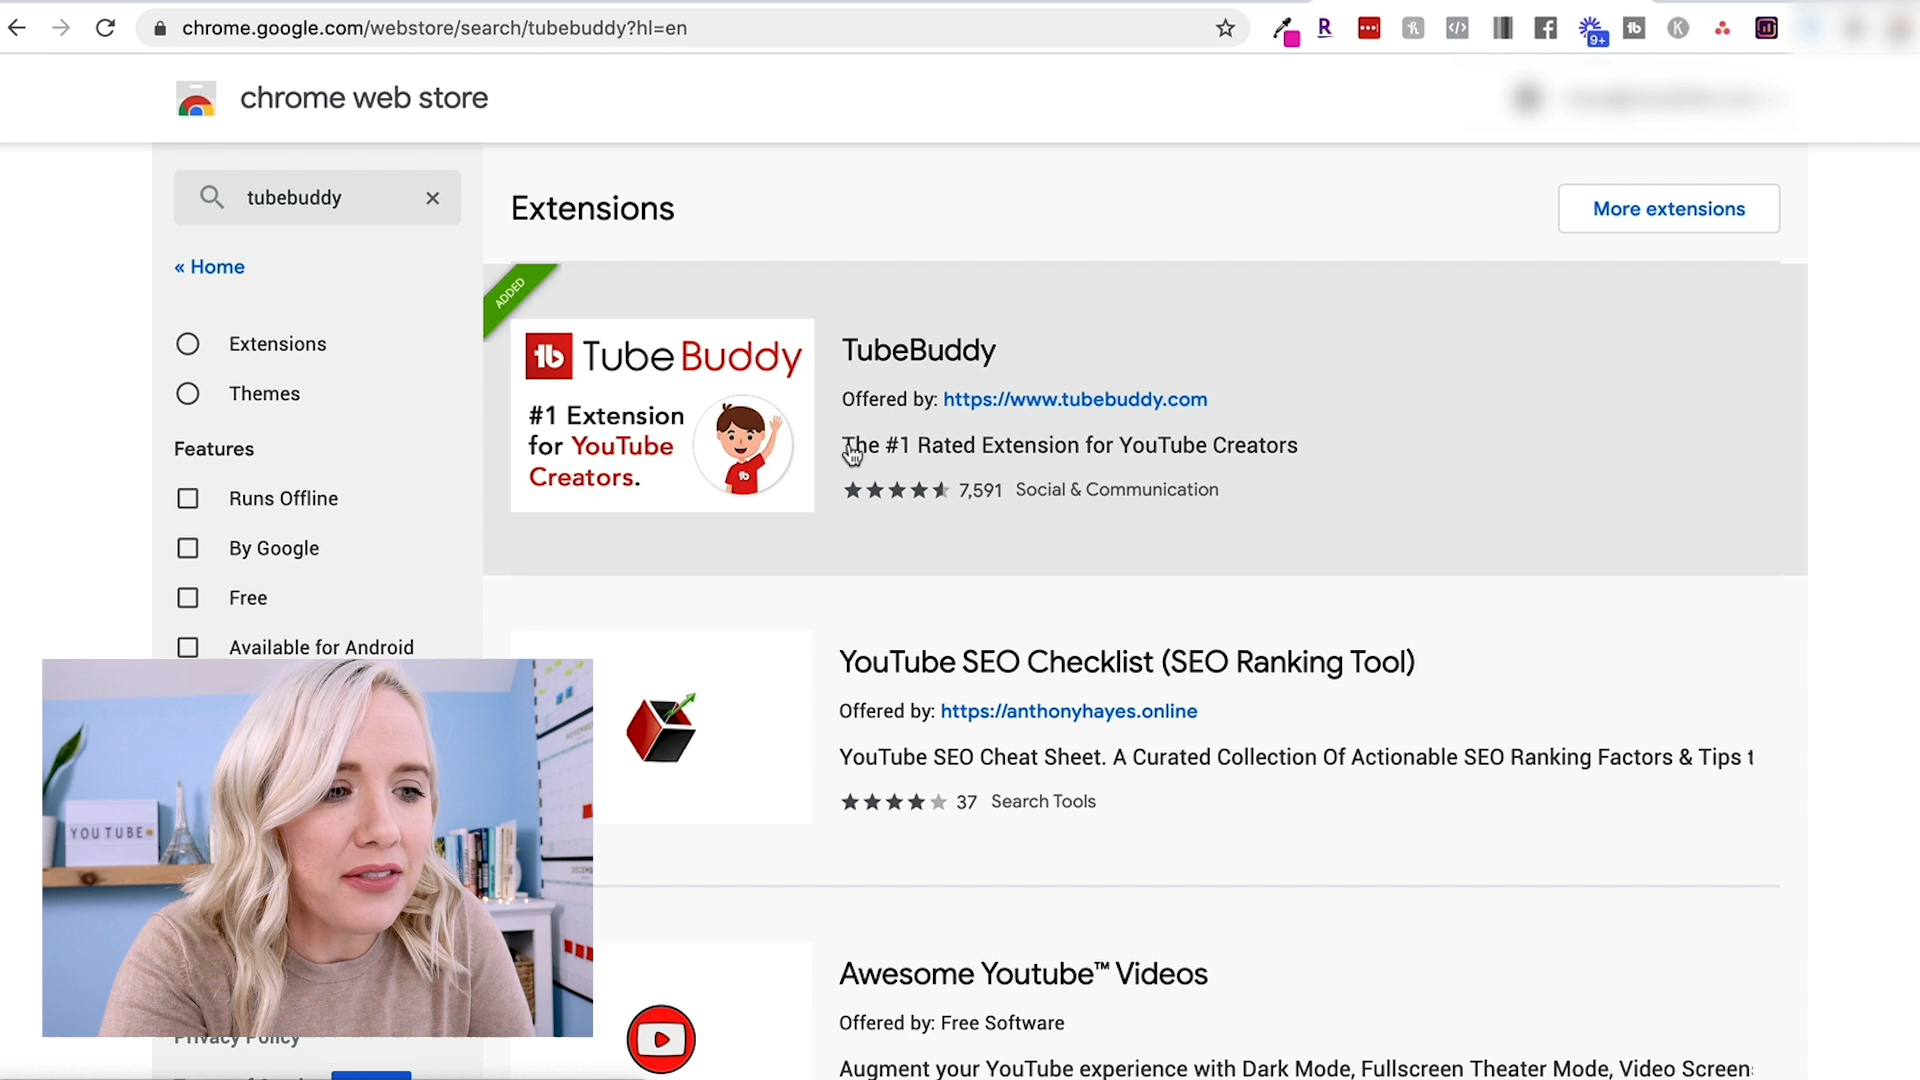 chrome.google.com/webstore/search/tubebuddy?hl=en
9+
chrome web store
tubebuddy
« Home
Extensions
Themes
Features
Runs Offline
By Google
Free
Available for Android
Privacy Policy
Extensions
More extensions
ADDED
TubeBuddy
#1 Extension
for YouTube
Creators.
TubeBuddy
Offered by: https://www.tubebuddy.com
The #1 Rated Extension for YouTube Creators
7,591 Social & Communication
YouTube SEO Checklist (SEO Ranking Tool)
Offered by: https://anthonyhayes.online
YouTube SEO Cheat Sheet. A Curated Collection Of Actionable SEO Ranking Factors & Tips t
37 Search Tools
Awesome Youtube™ Videos
Offered by: Free Software
Augment your YouTube experience with Dark Mode, Fullscreen Theater Mode, Video Screen
YOUTUBE